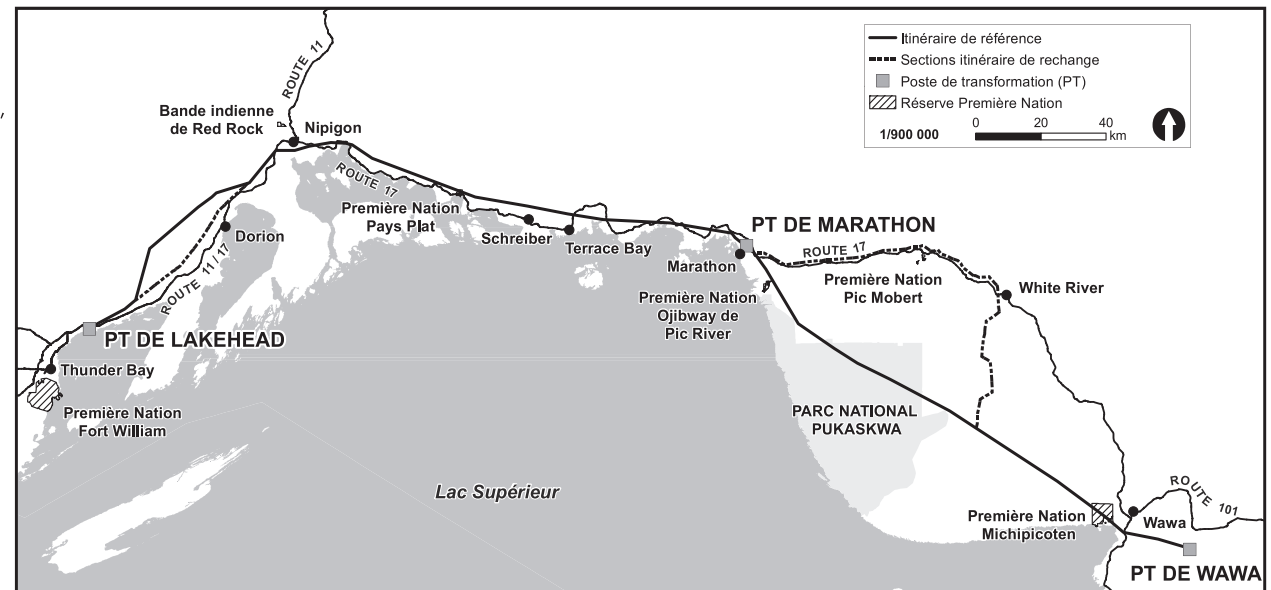 Itinéraire de référence
Sections itinéraire de rechange
Poste de transformation (PT)
Réserve Première Nation
1/900 000
0 20 40
km
ROUTE 11
Bande indienne
de Red Rock
Nipigon
ROUTE 17
Première Nation
Pays Plat
Dorion
Schreiber
Terrace Bay
ROUTE 11/17
PT DE MARATHON
Marathon
ROUTE 17
Première Nation
Pic Mobert
White River
Première Nation
Ojibway de
Pic River
PT DE LAKEHEAD
Thunder Bay
Première Nation
Fort William
PARC NATIONAL
PUKASKWA
Lac Supérieur
ROUTE 101
Première Nation
Michipicoten
Wawa
PT DE WAWA